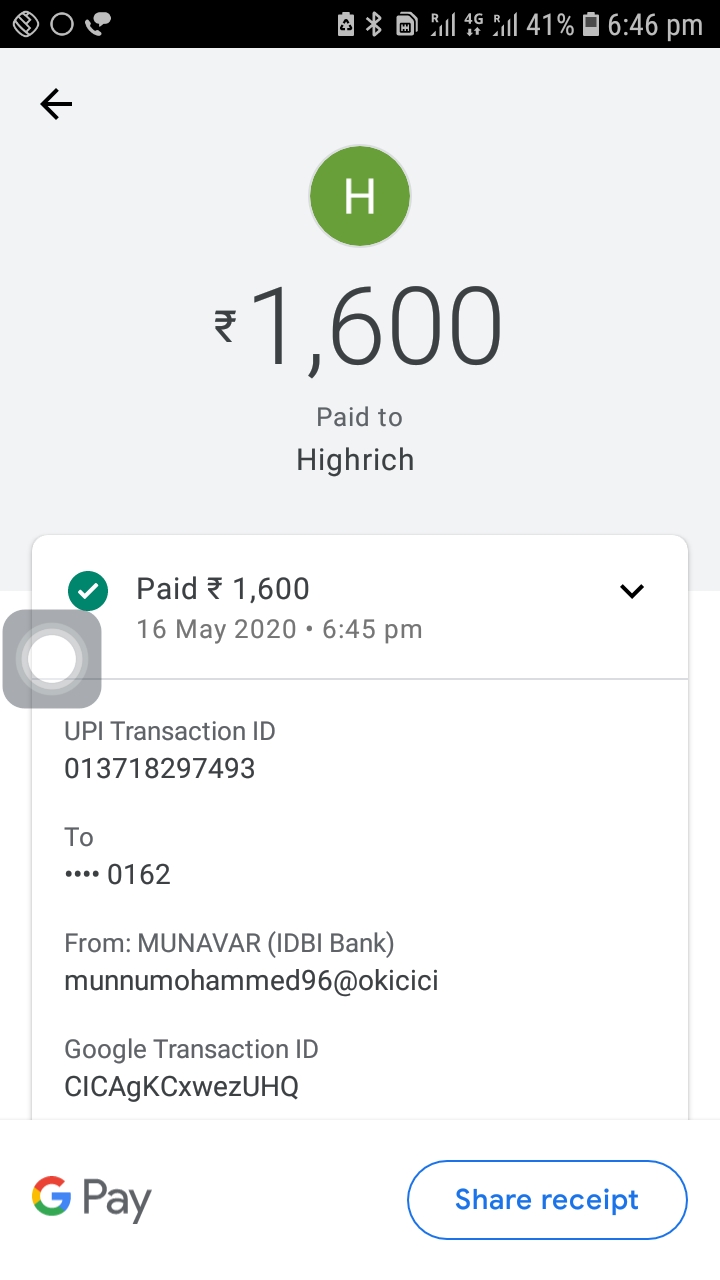 R 4G R 41% 6:46 pm
H
₹1,600
Paid to
Highrich
Paid ₹ 1,600
16 May 2020 • 6:45 pm
UPI Transaction ID
013718297493
To
•••• 0162
From: MUNAVAR (IDBI Bank)
munnumohammed96@okicici
Google Transaction ID
CICAgKCxwezUHQ
G Pay
Share receipt